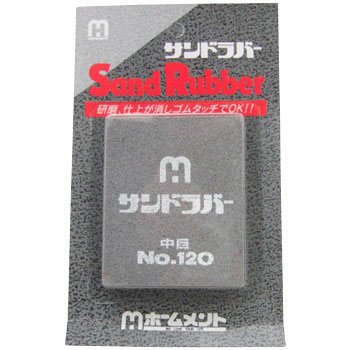 サンドラバー
Sand Rubber
研磨、仕上が消しゴムタッチでOK!!
サンドラバー
中目
No.120
ホームメント